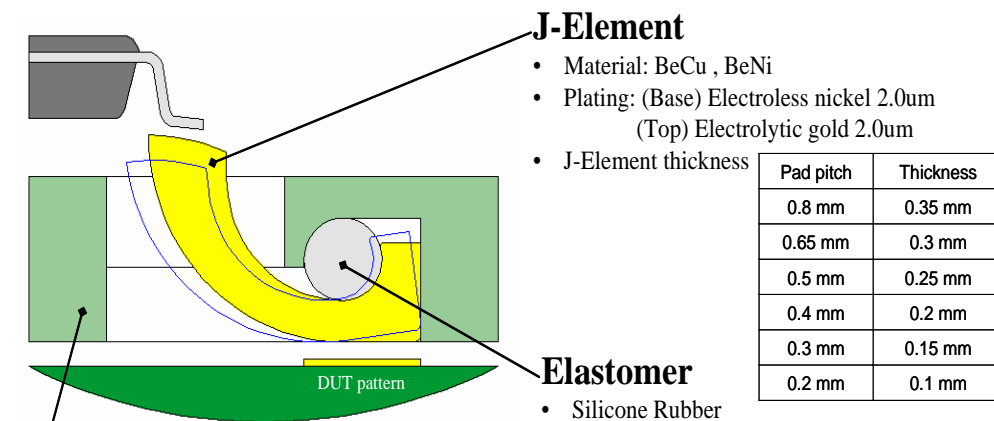 J-Element
• Material: BeCu , BeNi
• Plating: (Base) Electroless nickel 2.0um
(Top) Electrolytic gold 2.0um
• J-Element thickness
Pad pitch Thickness
0.8 mm 0.35 mm
0.65 mm 0.3 mm
0.5 mm 0.25 mm
0.4 mm 0.2 mm
0.3 mm 0.15 mm
0.2 mm 0.1 mm
DUT pattern
Elastomer
• Silicone Rubber